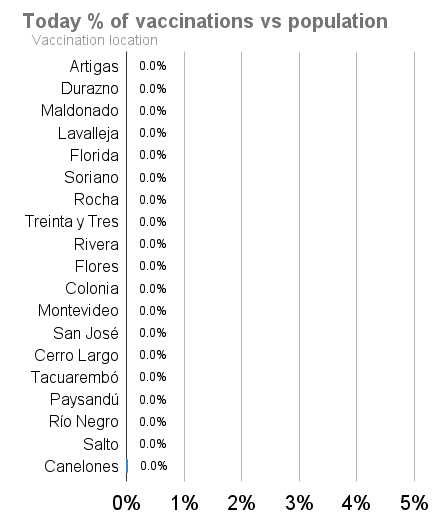 Today % of vaccinations vs population
Vaccination location
Artigas 0.0%
Durazno 0.0%
Maldonado 0.0%
Lavalleja 0.0%
Florida 0.0%
Soriano 0.0%
Rocha 0.0%
Treinta y Tres 0.0%
Rivera 0.0%
Flores 0.0%
Colonia 0.0%
Montevideo 0.0%
San José 0.0%
Cerro Largo 0.0%
Tacuarembó 0.0%
Paysandú 0.0%
Río Negro 0.0%
Salto 0.0%
Canelones 0.0%
0% 1% 2% 3% 4% 5%